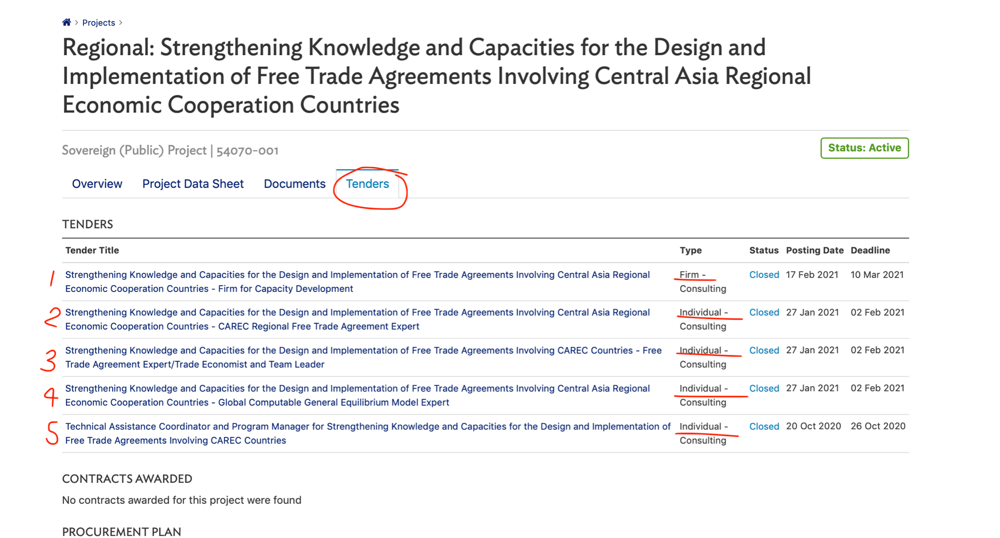 Projects
Regional: Strengthening Knowledge and Capacities for the Design and
Implementation of Free Trade Agreements Involving Central Asia Regional
Economic Cooperation Countries
Sovereign (Public) Project | 54070-001
Status: Active
Overview Project Data Sheet Documents Tenders
TENDERS
Tender Title Type Status Posting Date Deadline
1 Strengthening Knowledge and Capacities for the Design and Implementation of Free Trade Agreements Involving Central Asia Regional Firm - Closed 17 Feb 2021 10 Mar 2021
Economic Cooperation Countries - Firm for Capacity Development Consulting
2 Strengthening Knowledge and Capacities for the Design and Implementation of Free Trade Agreements Involving Central Asia Regional Individual - Closed 27 Jan 2021 02 Feb 2021
Economic Cooperation Countries - CAREC Regional Free Trade Agreement Expert Consulting
3 Strengthening Knowledge and Capacities for the Design and Implementation of Free Trade Agreements Involving CAREC Countries - Free Individual - Closed 27 Jan 2021 02 Feb 2021
Trade Agreement Expert/Trade Economist and Team Leader Consulting
4 Strengthening Knowledge and Capacities for the Design and Implementation of Free Trade Agreements Involving Central Asia Regional Individual - Closed 27 Jan 2021 02 Feb 2021
Economic Cooperation Countries - Global Computable General Equilibrium Model Expert Consulting
5 Technical Assistance Coordinator and Program Manager for Strengthening Knowledge and Capacities for the Design and Implementation of Individual - Closed 20 Oct 2020 26 Oct 2020
Free Trade Agreements Involving CAREC Countries Consulting
CONTRACTS AWARDED
No contracts awarded for this project were found
PROCUREMENT PLAN